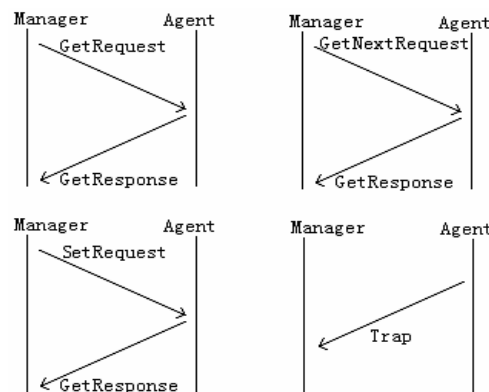 Manager Agent
GetRequest
GetResponse
Manager Agent
GetNextRequest
GetResponse
Manager Agent
SetRequest
GetResponse
Manager Agent
Trap